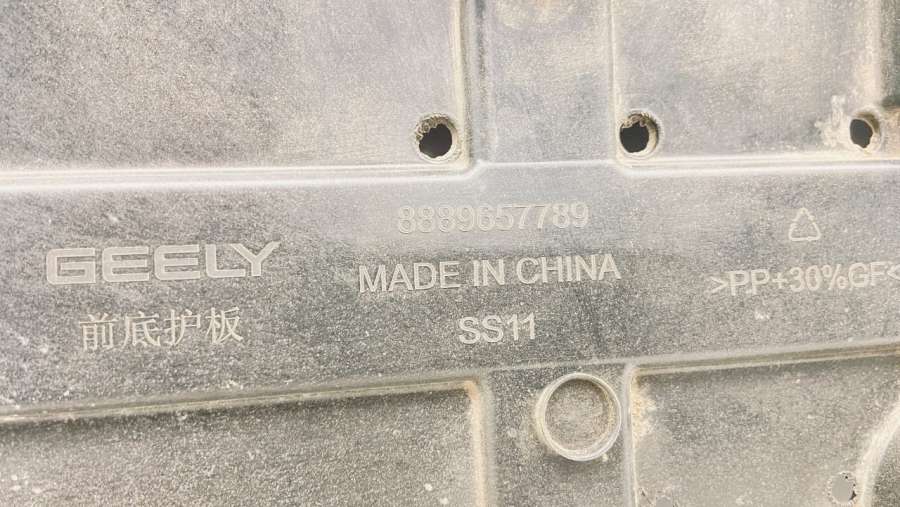 GEELY
前底护板
8889657789
MADE IN CHINA
SS11
>PP+30%GF<